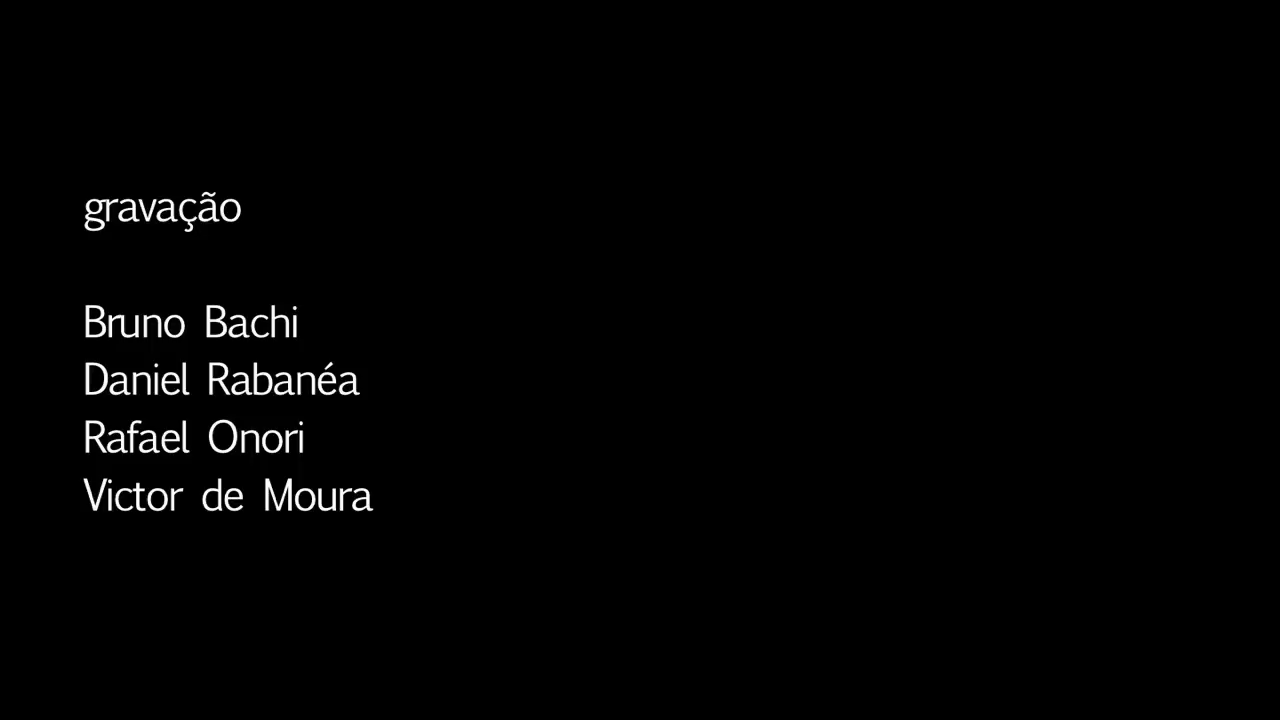 gravação
Bruno Bachi
Daniel Rabanéa
Rafael Onori
Victor de Moura